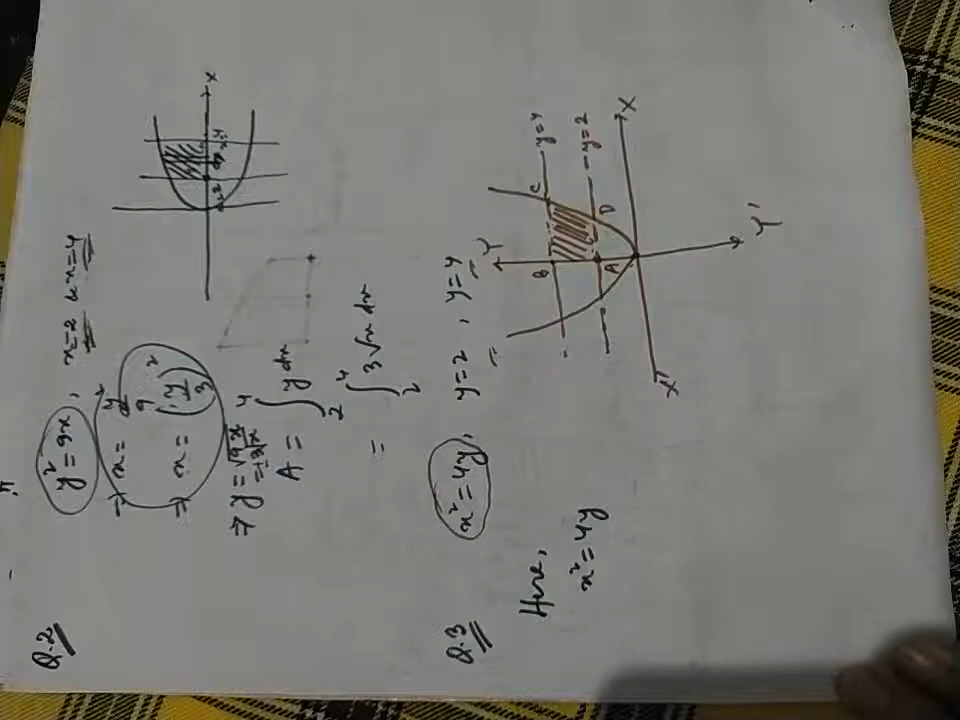 Q.2
y² = 9x, x=2 & x=4
⇒ x = y²/9
⇒ x = (y/3)²
⇒ y = √9x
= 3√x
A = ∫₂⁴ y dx
= ∫₂⁴ 3√x dx
X
Q.3
x² = 4y, y=2, y=4
Here,
x² = 4y
Y
B
C
y=4
A
D
y=2
X'
X
Y'